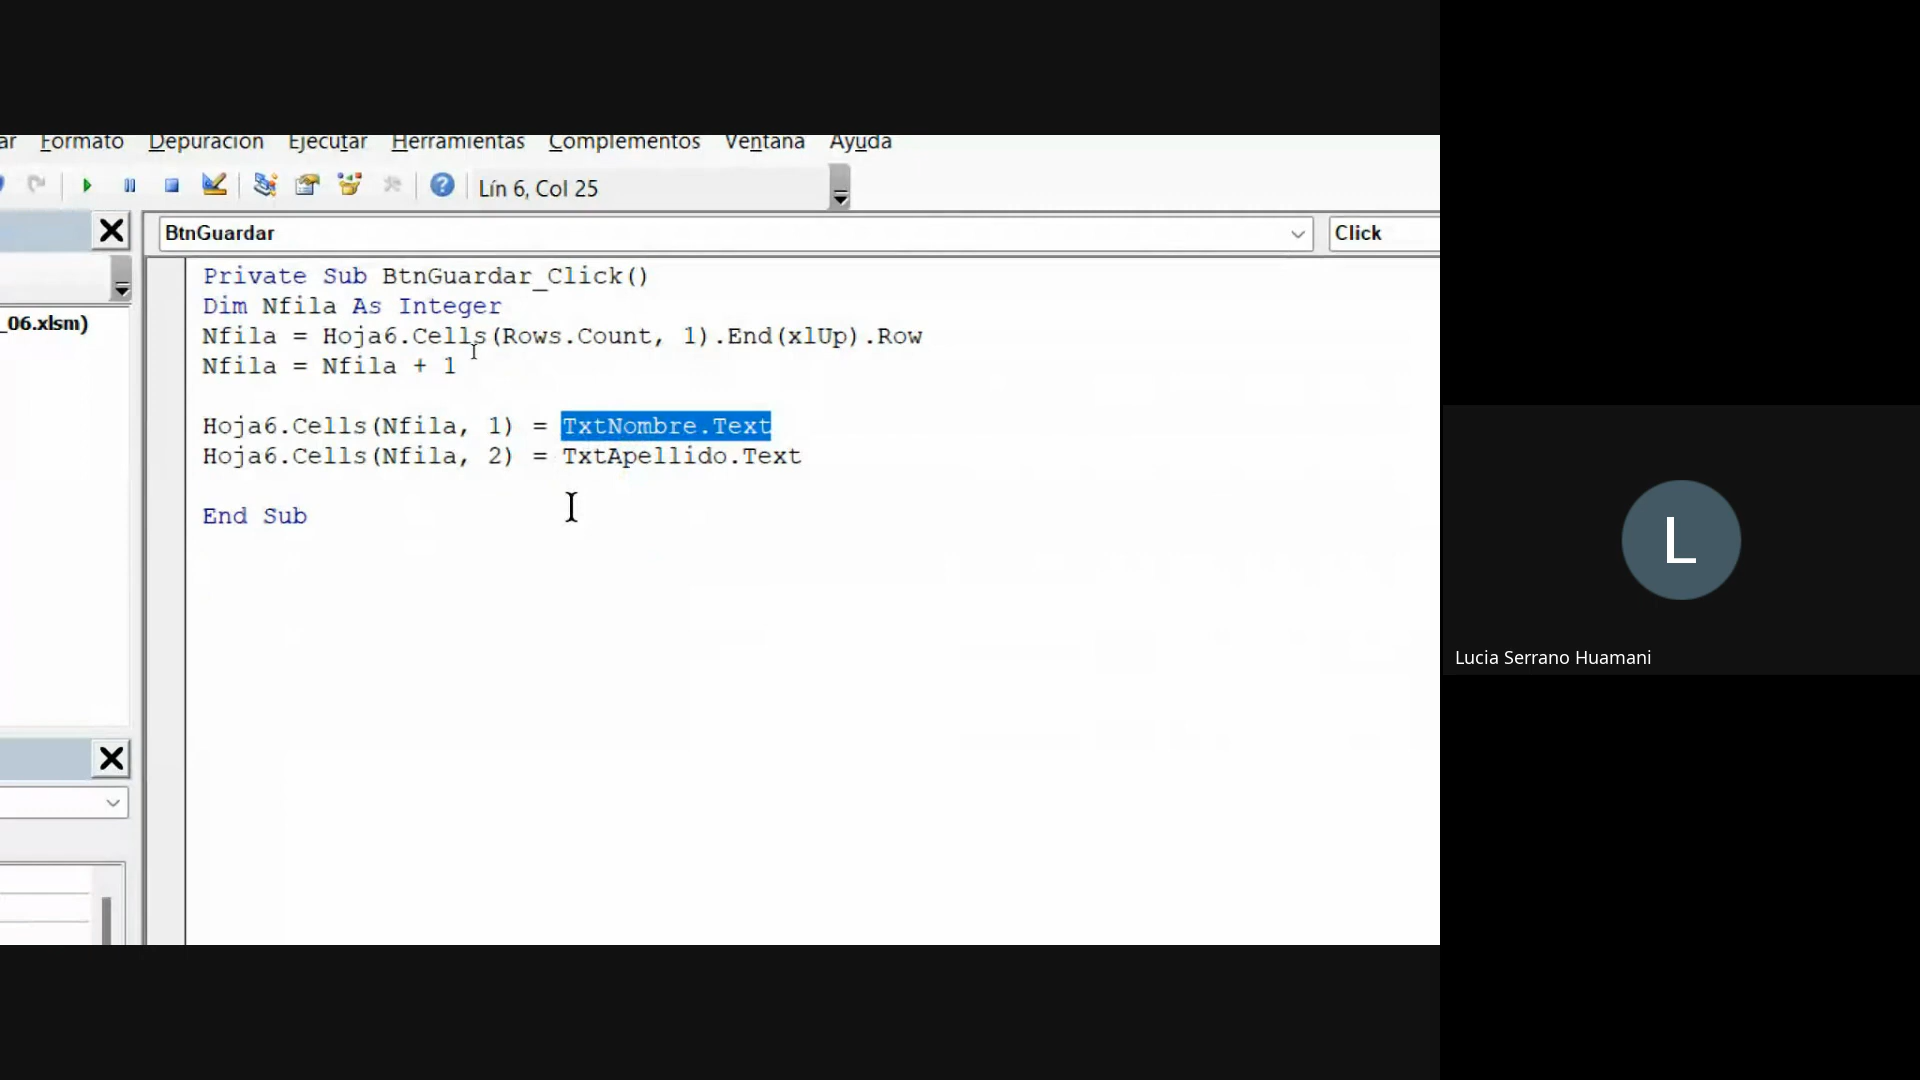 ar Formato Depuración Ejecutar Herramientas Complementos Ventana Ayuda
Lín 6, Col 25
BtnGuardar
Click
_06.xlsm)
Private Sub BtnGuardar_Click()
Dim Nfila As Integer
Nfila = Hoja6.Cells(Rows.Count, 1).End(xlUp).Row
Nfila = Nfila + 1
Hoja6.Cells(Nfila, 1) = TxtNombre.Text
Hoja6.Cells(Nfila, 2) = TxtApellido.Text
End Sub
L
Lucia Serrano Huamani